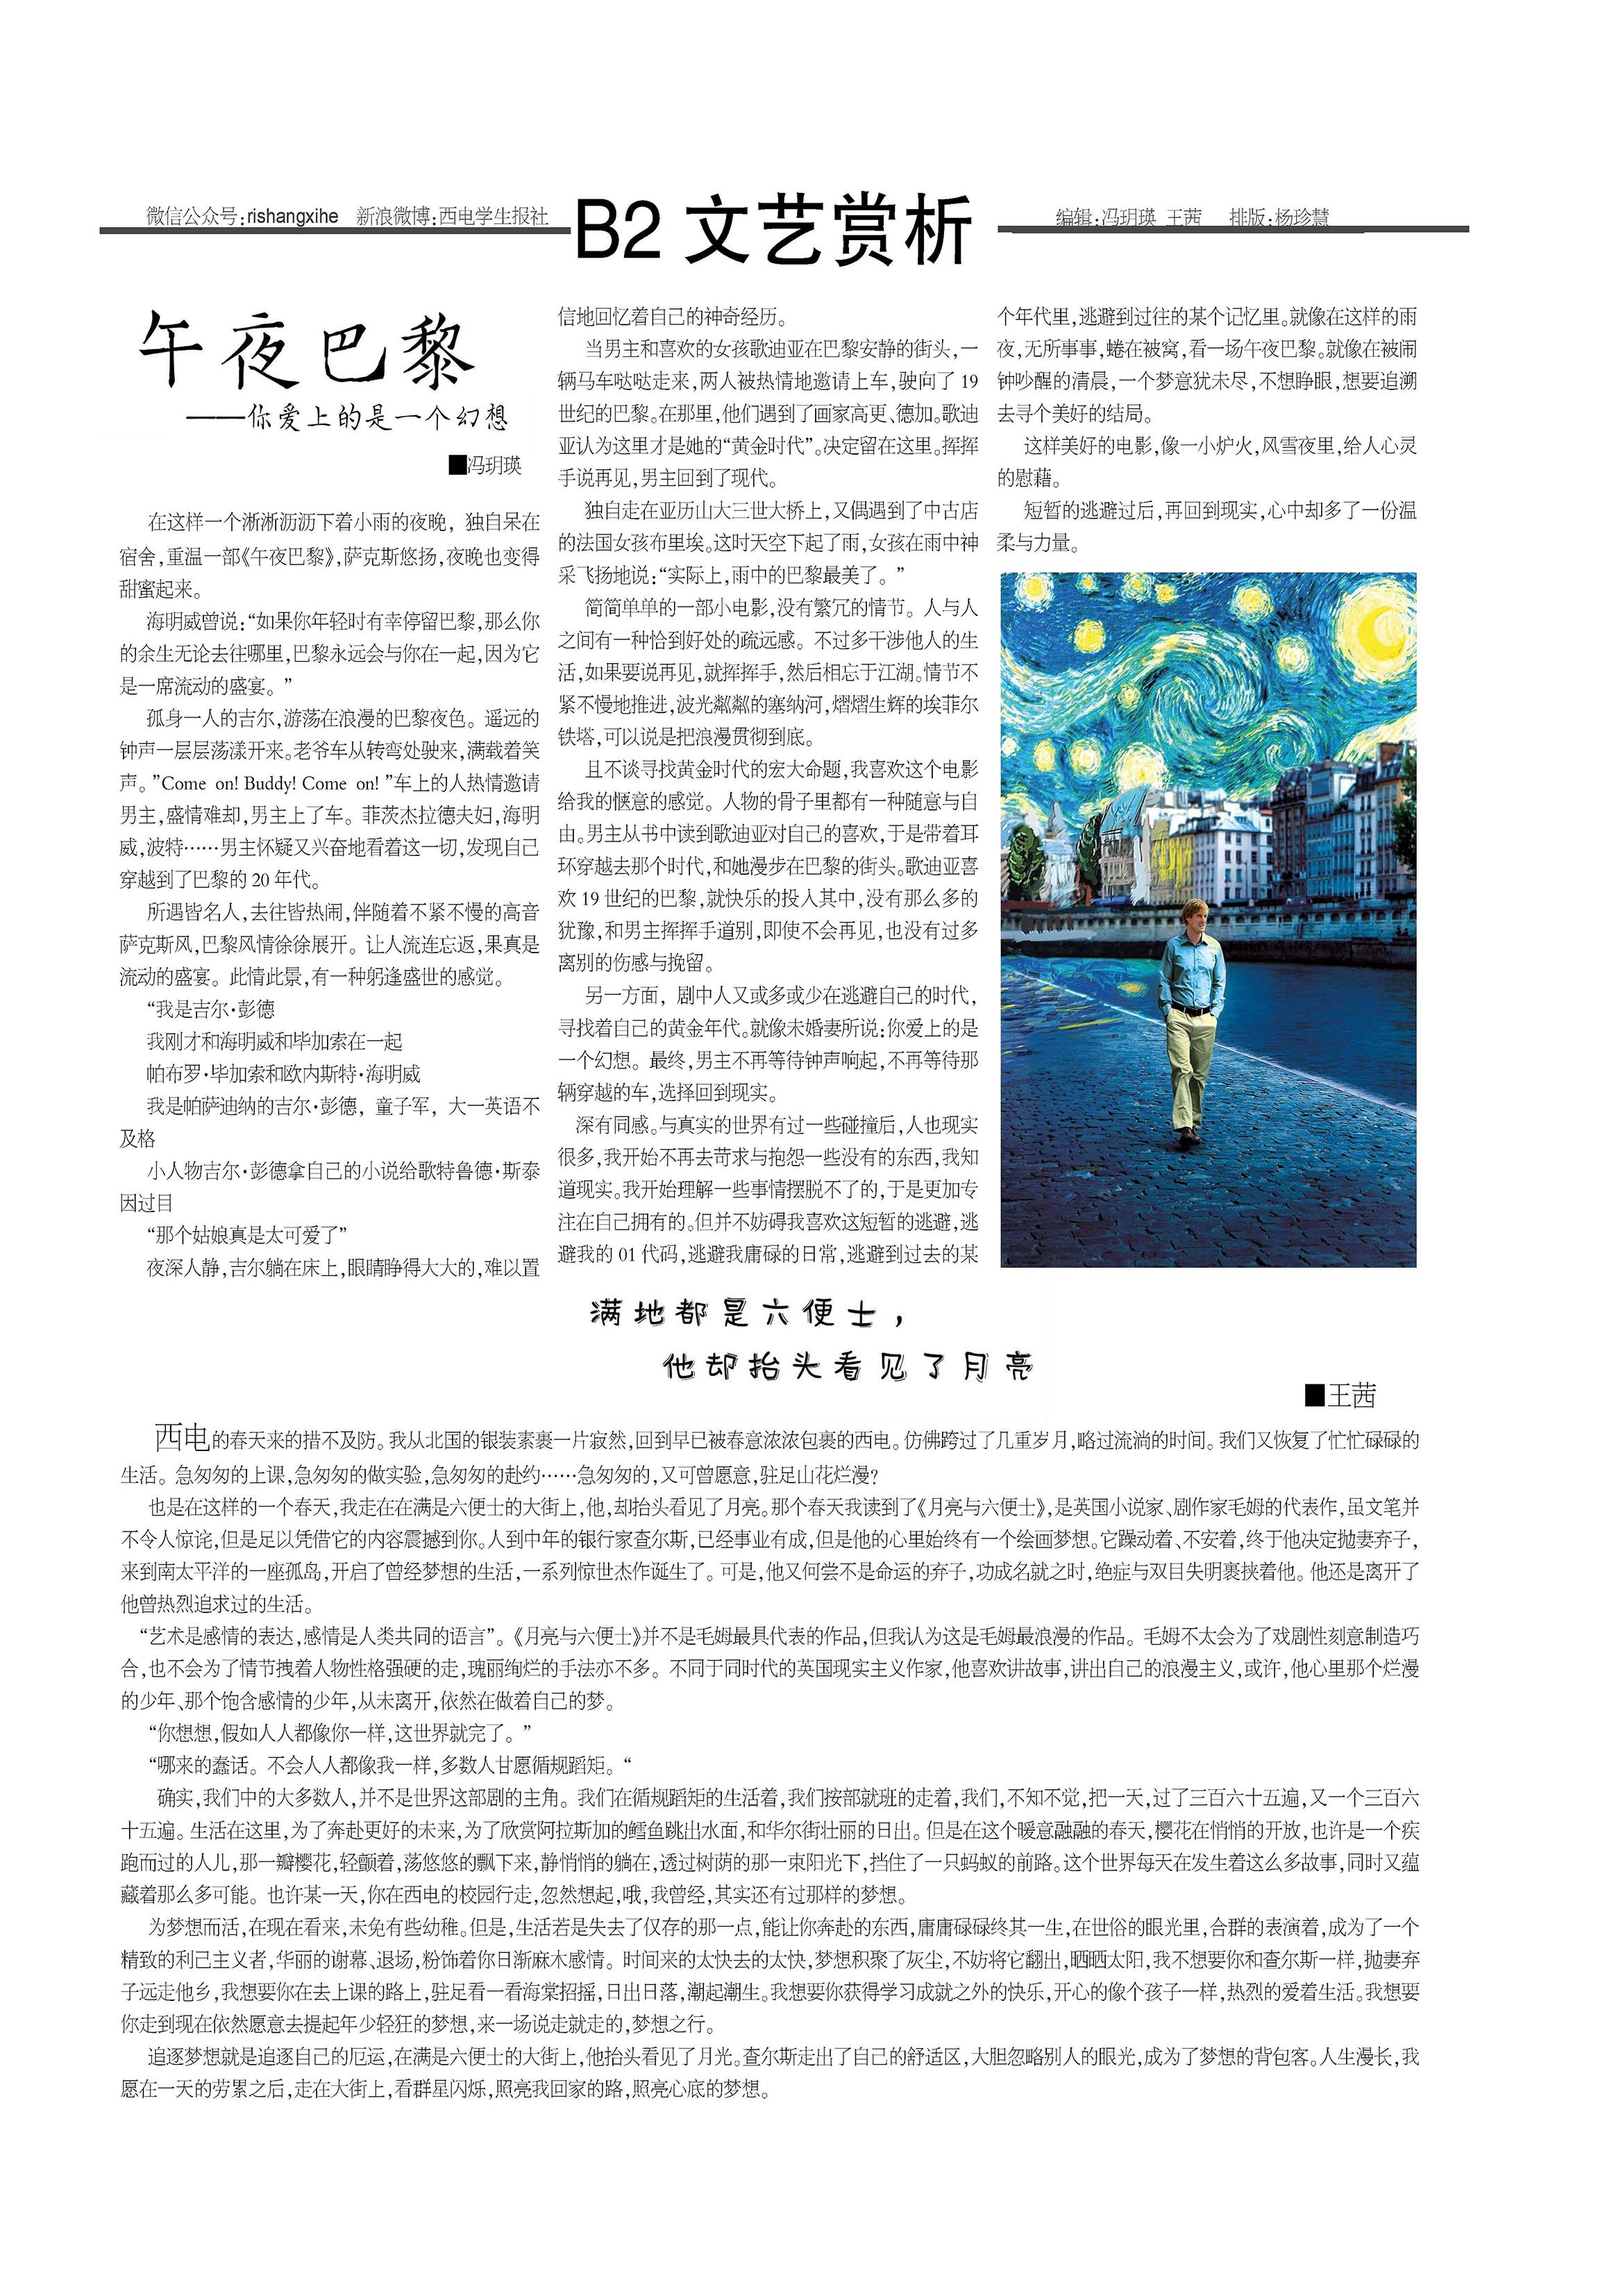 微信公众号:rishangxihe 新浪微博:西电学生报社
B2 文艺赏析
编辑:冯玥瑛 王茜 排版:杨珍慧
午夜巴黎
——你爱上的是一个幻想
■冯玥瑛
在这样一个淅淅沥沥下着小雨的夜晚，独自呆在
宿舍,重温一部《午夜巴黎》,萨克斯悠扬,夜晚也变得
甜蜜起来。
海明威曾说:“如果你年轻时有幸停留巴黎,那么你
的余生无论去往哪里,巴黎永远会与你在一起,因为它
是一席流动的盛宴。”
孤身一人的吉尔,游荡在浪漫的巴黎夜色。遥远的
钟声一层层荡漾开来。老爷车从转弯处驶来,满载着笑
声。”Come on! Buddy! Come on! ”车上的人热情邀请
男主,盛情难却,男主上了车。菲茨杰拉德夫妇,海明
威,波特……男主怀疑又兴奋地看着这一切,发现自己
穿越到了巴黎的 20 年代。
所遇皆名人,去往皆热闹,伴随着不紧不慢的高音
萨克斯风,巴黎风情徐徐展开。让人流连忘返,果真是
流动的盛宴。此情此景,有一种躬逢盛世的感觉。
“我是吉尔·彭德
我刚才和海明威和毕加索在一起
帕布罗·毕加索和欧内斯特·海明威
我是帕萨迪纳的吉尔·彭德，童子军，大一英语不
及格
小人物吉尔·彭德拿自己的小说给歌特鲁德·斯泰
因过目
“那个姑娘真是太可爱了”
夜深人静,吉尔躺在床上,眼睛睁得大大的,难以置
信地回忆着自己的神奇经历。
当男主和喜欢的女孩歌迪亚在巴黎安静的街头,一
辆马车哒哒走来,两人被热情地邀请上车,驶向了 19
世纪的巴黎。在那里,他们遇到了画家高更、德加。歌迪
亚认为这里才是她的“黄金时代”。决定留在这里。挥挥
手说再见,男主回到了现代。
独自走在亚历山大三世大桥上,又偶遇到了中古店
的法国女孩布里埃。这时天空下起了雨,女孩在雨中神
采飞扬地说:“实际上,雨中的巴黎最美了。”
简简单单的一部小电影,没有繁冗的情节。人与人
之间有一种恰到好处的疏远感。不过多干涉他人的生
活,如果要说再见,就挥挥手,然后相忘于江湖。情节不
紧不慢地推进,波光粼粼的塞纳河,熠熠生辉的埃菲尔
铁塔,可以说是把浪漫贯彻到底。
且不谈寻找黄金时代的宏大命题,我喜欢这个电影
给我的惬意的感觉。人物的骨子里都有一种随意与自
由。男主从书中读到歌迪亚对自己的喜欢,于是带着耳
环穿越去那个时代,和她漫步在巴黎的街头。歌迪亚喜
欢 19 世纪的巴黎,就快乐的投入其中,没有那么多的
犹豫,和男主挥挥手道别,即使不会再见,也没有过多
离别的伤感与挽留。
另一方面，剧中人又或多或少在逃避自己的时代,
寻找着自己的黄金年代。就像未婚妻所说:你爱上的是
一个幻想。最终,男主不再等待钟声响起,不再等待那
辆穿越的车,选择回到现实。
深有同感。与真实的世界有过一些碰撞后,人也现实
很多,我开始不再去苛求与抱怨一些没有的东西,我知
道现实。我开始理解一些事情摆脱不了的,于是更加专
注在自己拥有的。但并不妨碍我喜欢这短暂的逃避,逃
避我的 01 代码,逃避我庸碌的日常,逃避到过去的某
个年代里,逃避到过往的某个记忆里。就像在这样的雨
夜,无所事事,蜷在被窝,看一场午夜巴黎。就像在被闹
钟吵醒的清晨,一个梦意犹未尽,不想睁眼,想要追溯
去寻个美好的结局。
这样美好的电影,像一小炉火,风雪夜里,给人心灵
的慰藉。
短暂的逃避过后,再回到现实,心中却多了一份温
柔与力量。
满地都是六便士,
他却抬头看见了月亮
■王茜
西电的春天来的措不及防。我从北国的银装素裹一片寂然,回到早已被春意浓浓包裹的西电。仿佛跨过了几重岁月,略过流淌的时间。我们又恢复了忙忙碌碌的
生活。急匆匆的上课,急匆匆的做实验,急匆匆的赴约……急匆匆的,又可曾愿意,驻足山花烂漫?
也是在这样的一个春天,我走在在满是六便士的大街上,他,却抬头看见了月亮。那个春天我读到了《月亮与六便士》,是英国小说家、剧作家毛姆的代表作,虽文笔并
不令人惊诧,但是足以凭借它的内容震撼到你。人到中年的银行家查尔斯,已经事业有成,但是他的心里始终有一个绘画梦想。它躁动着、不安着,终于他决定抛妻弃子,
来到南太平洋的一座孤岛,开启了曾经梦想的生活,一系列惊世杰作诞生了。可是,他又何尝不是命运的弃子,功成名就之时,绝症与双目失明裹挟着他。他还是离开了
他曾热烈追求过的生活。
“艺术是感情的表达,感情是人类共同的语言”。《月亮与六便士》并不是毛姆最具代表的作品,但我认为这是毛姆最浪漫的作品。毛姆不太会为了戏剧性刻意制造巧
合,也不会为了情节拽着人物性格强硬的走,瑰丽绚烂的手法亦不多。不同于同时代的英国现实主义作家,他喜欢讲故事,讲出自己的浪漫主义,或许,他心里那个烂漫
的少年、那个饱含感情的少年,从未离开,依然在做着自己的梦。
“你想想,假如人人都像你一样,这世界就完了。”
“哪来的蠢话。不会人人都像我一样,多数人甘愿循规蹈矩。“
确实,我们中的大多数人,并不是世界这部剧的主角。我们在循规蹈矩的生活着,我们按部就班的走着,我们,不知不觉,把一天,过了三百六十五遍,又一个三百六
十五遍。生活在这里,为了奔赴更好的未来,为了欣赏阿拉斯加的鳕鱼跳出水面,和华尔街壮丽的日出。但是在这个暖意融融的春天,樱花在悄悄的开放,也许是一个疾
跑而过的人儿,那一瓣樱花,轻颤着,荡悠悠的飘下来,静悄悄的躺在,透过树荫的那一束阳光下,挡住了一只蚂蚁的前路。这个世界每天在发生着这么多故事,同时又蕴
藏着那么多可能。也许某一天,你在西电的校园行走,忽然想起,哦,我曾经,其实还有过那样的梦想。
为梦想而活,在现在看来,未免有些幼稚。但是,生活若是失去了仅存的那一点,能让你奔赴的东西,庸庸碌碌终其一生,在世俗的眼光里,合群的表演着,成为了一个
精致的利己主义者,华丽的谢幕、退场,粉饰着你日渐麻木感情。时间来的太快去的太快,梦想积聚了灰尘,不妨将它翻出,晒晒太阳,我不想要你和查尔斯一样,抛妻弃
子远走他乡,我想要你在去上课的路上,驻足看一看海棠招摇,日出日落,潮起潮生。我想要你获得学习成就之外的快乐,开心的像个孩子一样,热烈的爱着生活。我想要
你走到现在依然愿意去提起年少轻狂的梦想,来一场说走就走的,梦想之行。
追逐梦想就是追逐自己的厄运,在满是六便士的大街上,他抬头看见了月光。查尔斯走出了自己的舒适区,大胆忽略别人的眼光,成为了梦想的背包客。人生漫长,我
愿在一天的劳累之后,走在大街上,看群星闪烁,照亮我回家的路,照亮心底的梦想。